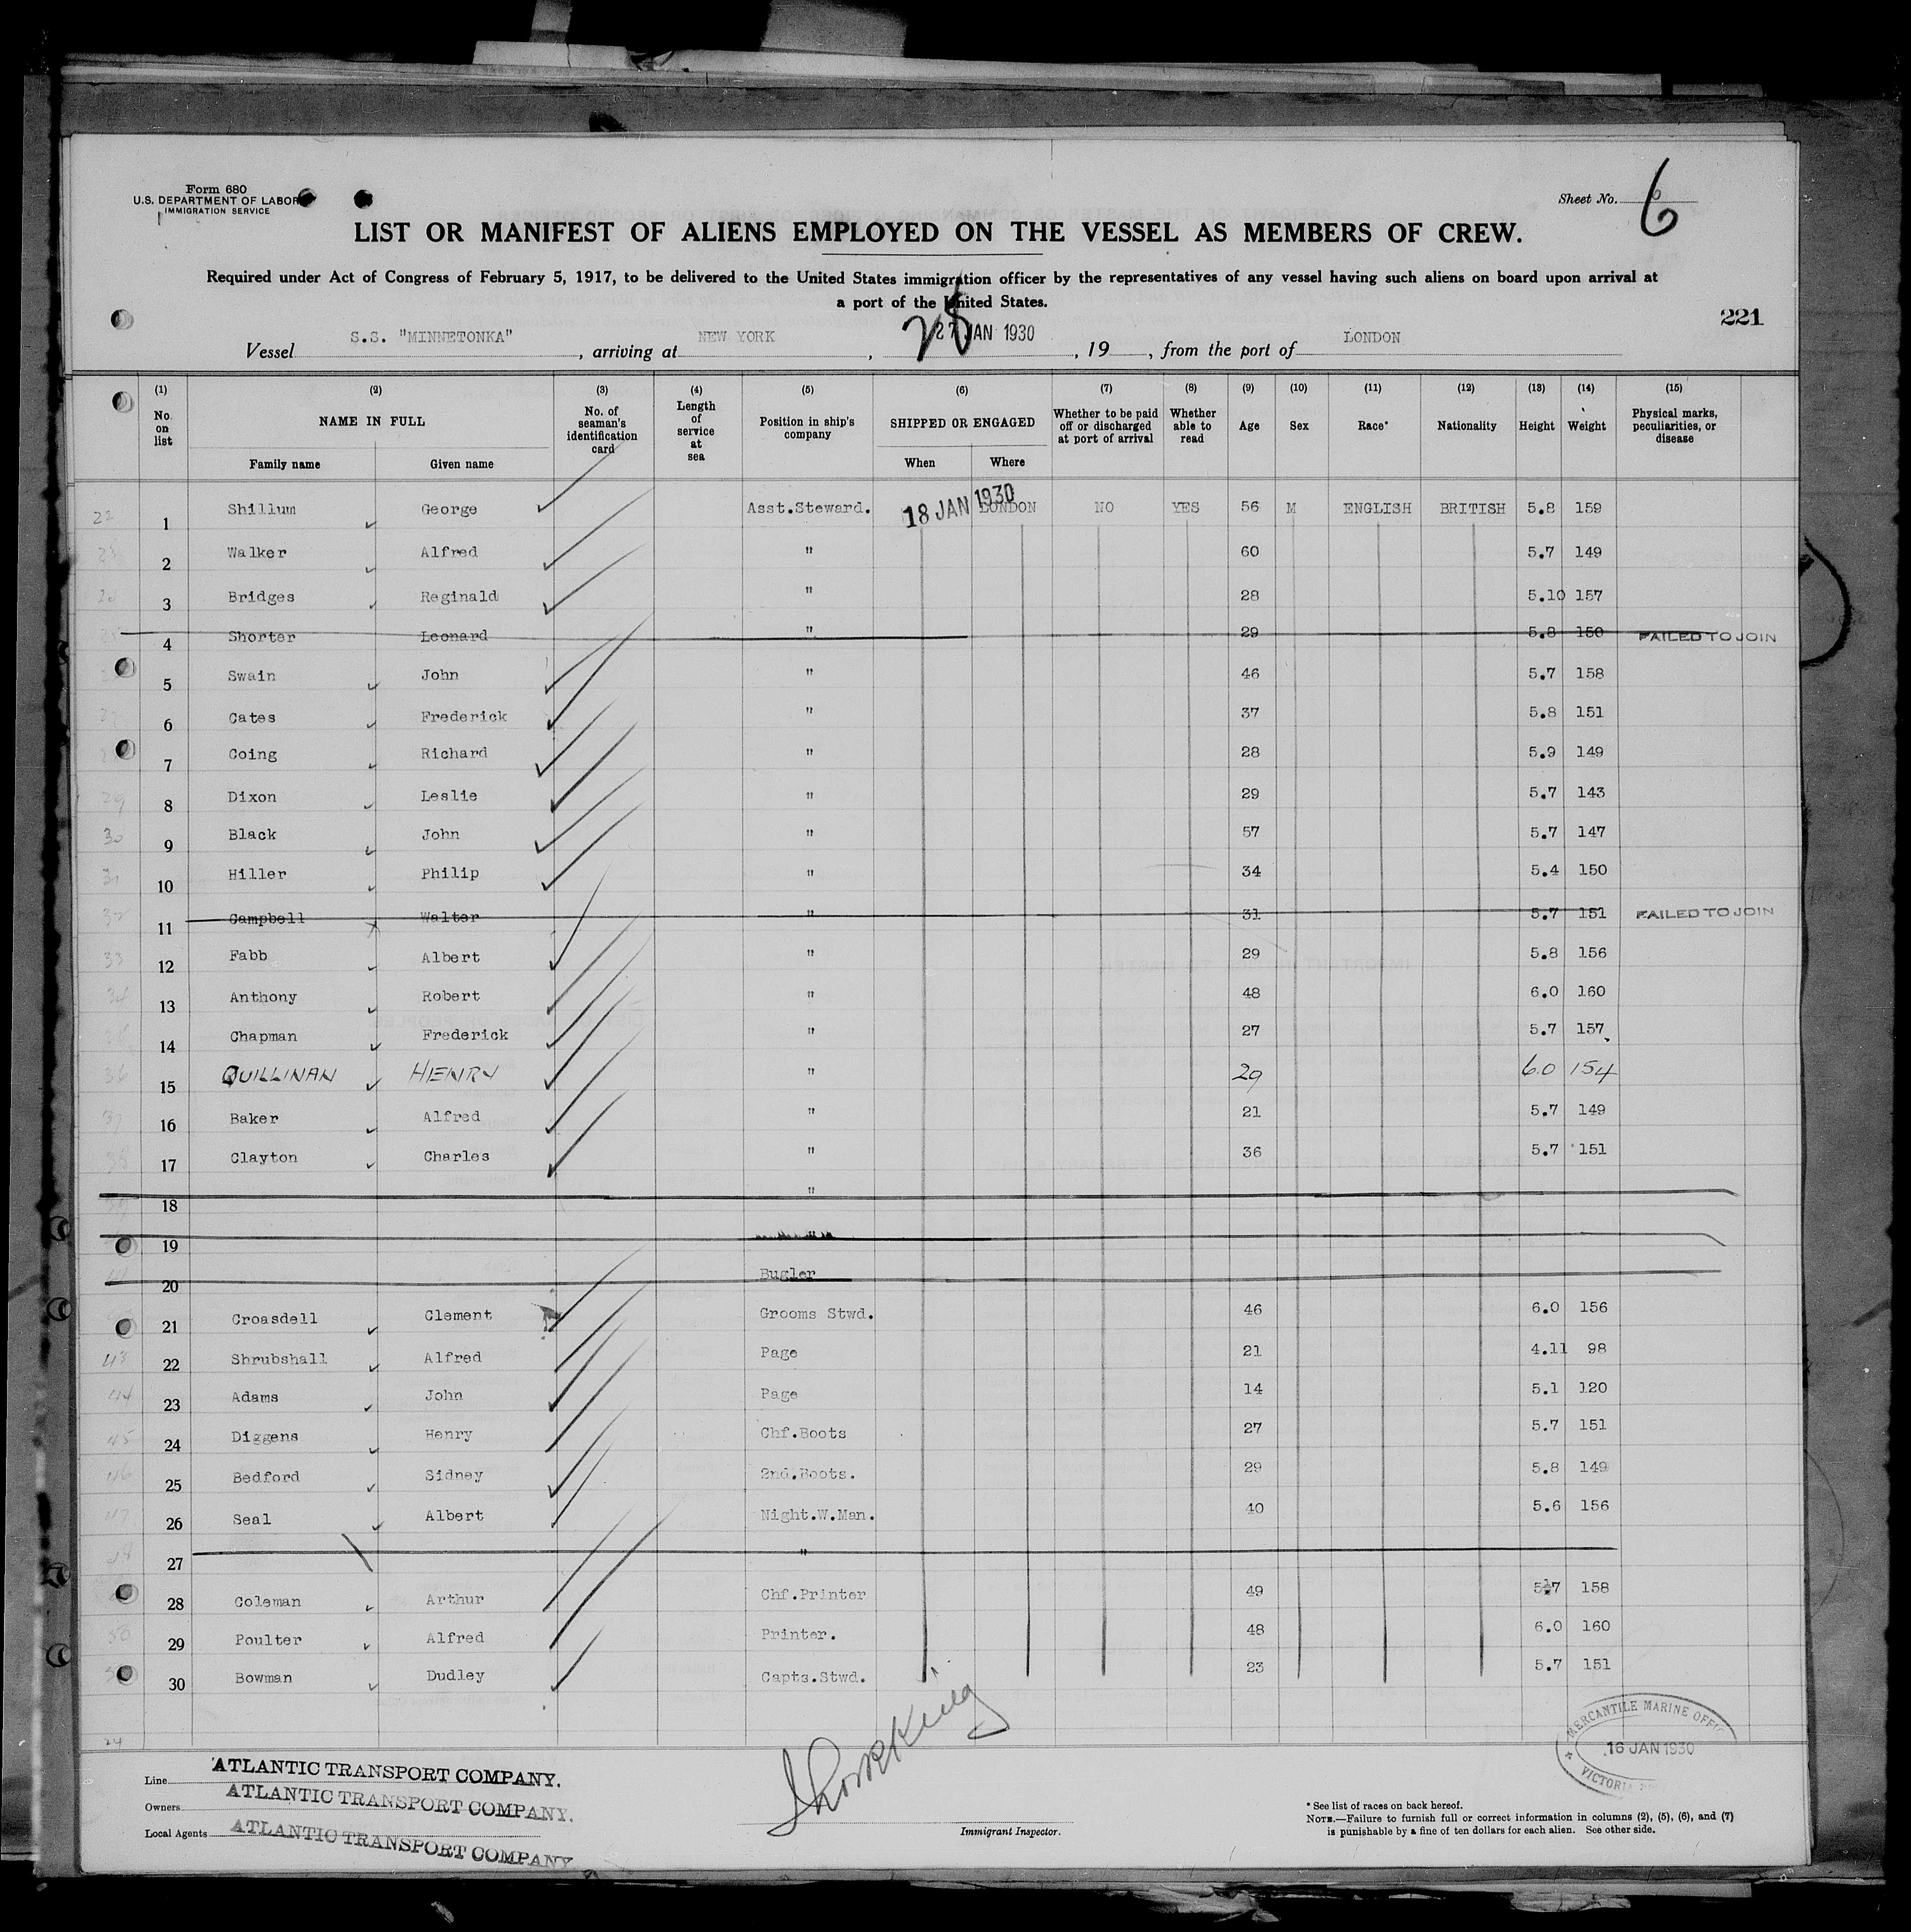 Form 680
U.S. DEPARTMENT OF LABOR
IMMIGRATION SERVICE
Sheet No. 6
LIST OR MANIFEST OF ALIENS EMPLOYED ON THE VESSEL AS MEMBERS OF CREW.
Required under Act of Congress of February 5, 1917, to be delivered to the United States immigration officer by the representatives of any vessel having such aliens on board upon arrival at
a port of the United States.
221
Vessel S.S. "MINNETONKA", arriving at NEW YORK, 28 27 JAN 1930, 19 , from the port of LONDON
(1) (2) (3) (4) (5) (6) (7) (8) (9) (10) (11) (12) (13) (14) (15)
No. on list NAME IN FULL Family name Given name No. of seaman's identification card Length of service at sea Position in ship's company SHIPPED OR ENGAGED When Where Whether to be paid off or discharged at port of arrival Whether able to read Age Sex Race* Nationality Height Weight Physical marks, peculiarities, or disease
22 1 Shillum George Asst.Steward. 18 JAN 1930 LONDON NO YES 56 M ENGLISH BRITISH 5.8 159
2 Walker Alfred " 60 5.7 149
3 Bridges Reginald " 28 5.10 157
4 Shorter Leonard " 29 5.8 150 FAILED TO JOIN
5 Swain John " 46 5.7 158
6 Cates Frederick " 37 5.8 151
7 Coing Richard " 28 5.9 149
29 8 Dixon Leslie " 29 5.7 143
30 9 Black John " 57 5.7 147
31 10 Hiller Philip " 34 5.4 150
32 11 Campbell Walter " 31 5.7 151 FAILED TO JOIN
33 12 Fabb Albert " 29 5.8 156
34 13 Anthony Robert " 48 6.0 160
35 14 Chapman Frederick " 27 5.7 157
36 15 QUILLINAN HENRY " 29 6.0 154
37 16 Baker Alfred " 21 5.7 149
38 17 Clayton Charles " 36 5.7 151
18 "
19 "
20 Bugler
21 Croasdell Clement Grooms Stwd. 46 6.0 156
43 22 Shrubshall Alfred Page 21 4.11 98
44 23 Adams John Page 14 5.1 120
45 24 Diggens Henry Chf.Boots 27 5.7 151
46 25 Bedford Sidney 2nd.Boots. 29 5.8 149
47 26 Seal Albert Night.W.Man. 40 5.6 156
27 "
28 Coleman Arthur Chf.Printer 49 5.7 158
50 29 Poulter Alfred Printer. 48 6.0 160
30 Bowman Dudley Capts.Stwd. 23 5.7 151
24
MERCANTILE MARINE OFFICE
16 JAN 1930
VICTORIA
Line ATLANTIC TRANSPORT COMPANY.
Owners ATLANTIC TRANSPORT COMPANY.
Local Agents ATLANTIC TRANSPORT COMPANY
Immigrant Inspector.
* See list of races on back hereof.
NOTE.—Failure to furnish full or correct information in columns (2), (5), (6), and (7)
is punishable by a fine of ten dollars for each alien. See other side.